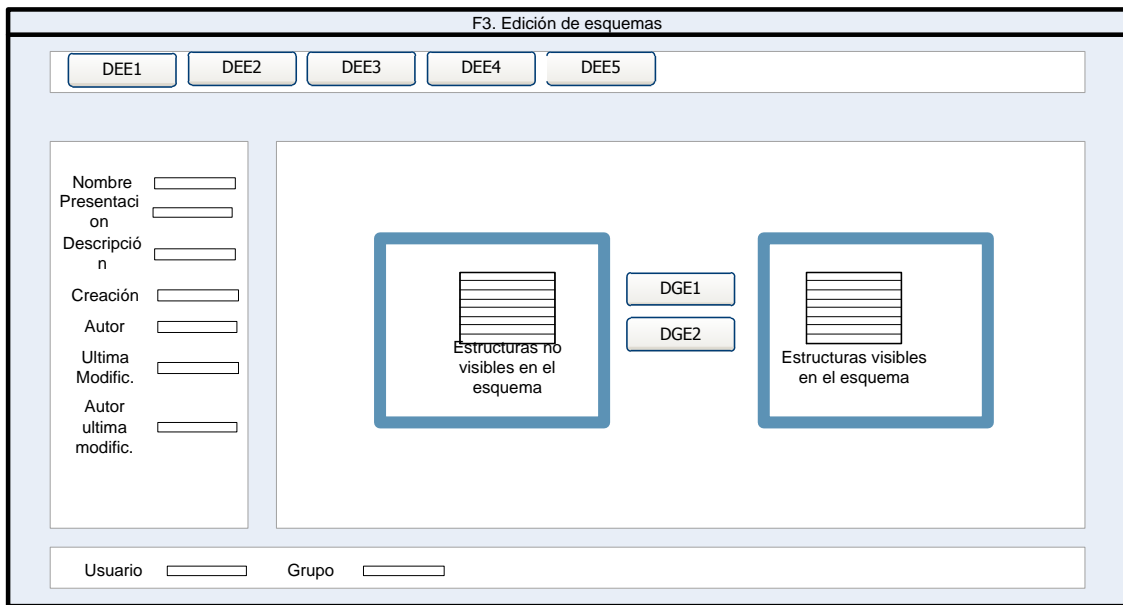 F3. Edición de esquemas
DEE1
DEE2
DEE3
DEE4
DEE5
Nombre
Presentaci
on
Descripció
n
Creación
Autor
Ultima
Modific.
Autor
ultima
modific.
Estructuras no
visibles en el
esquema
DGE1
DGE2
Estructuras visibles
en el esquema
Usuario
Grupo